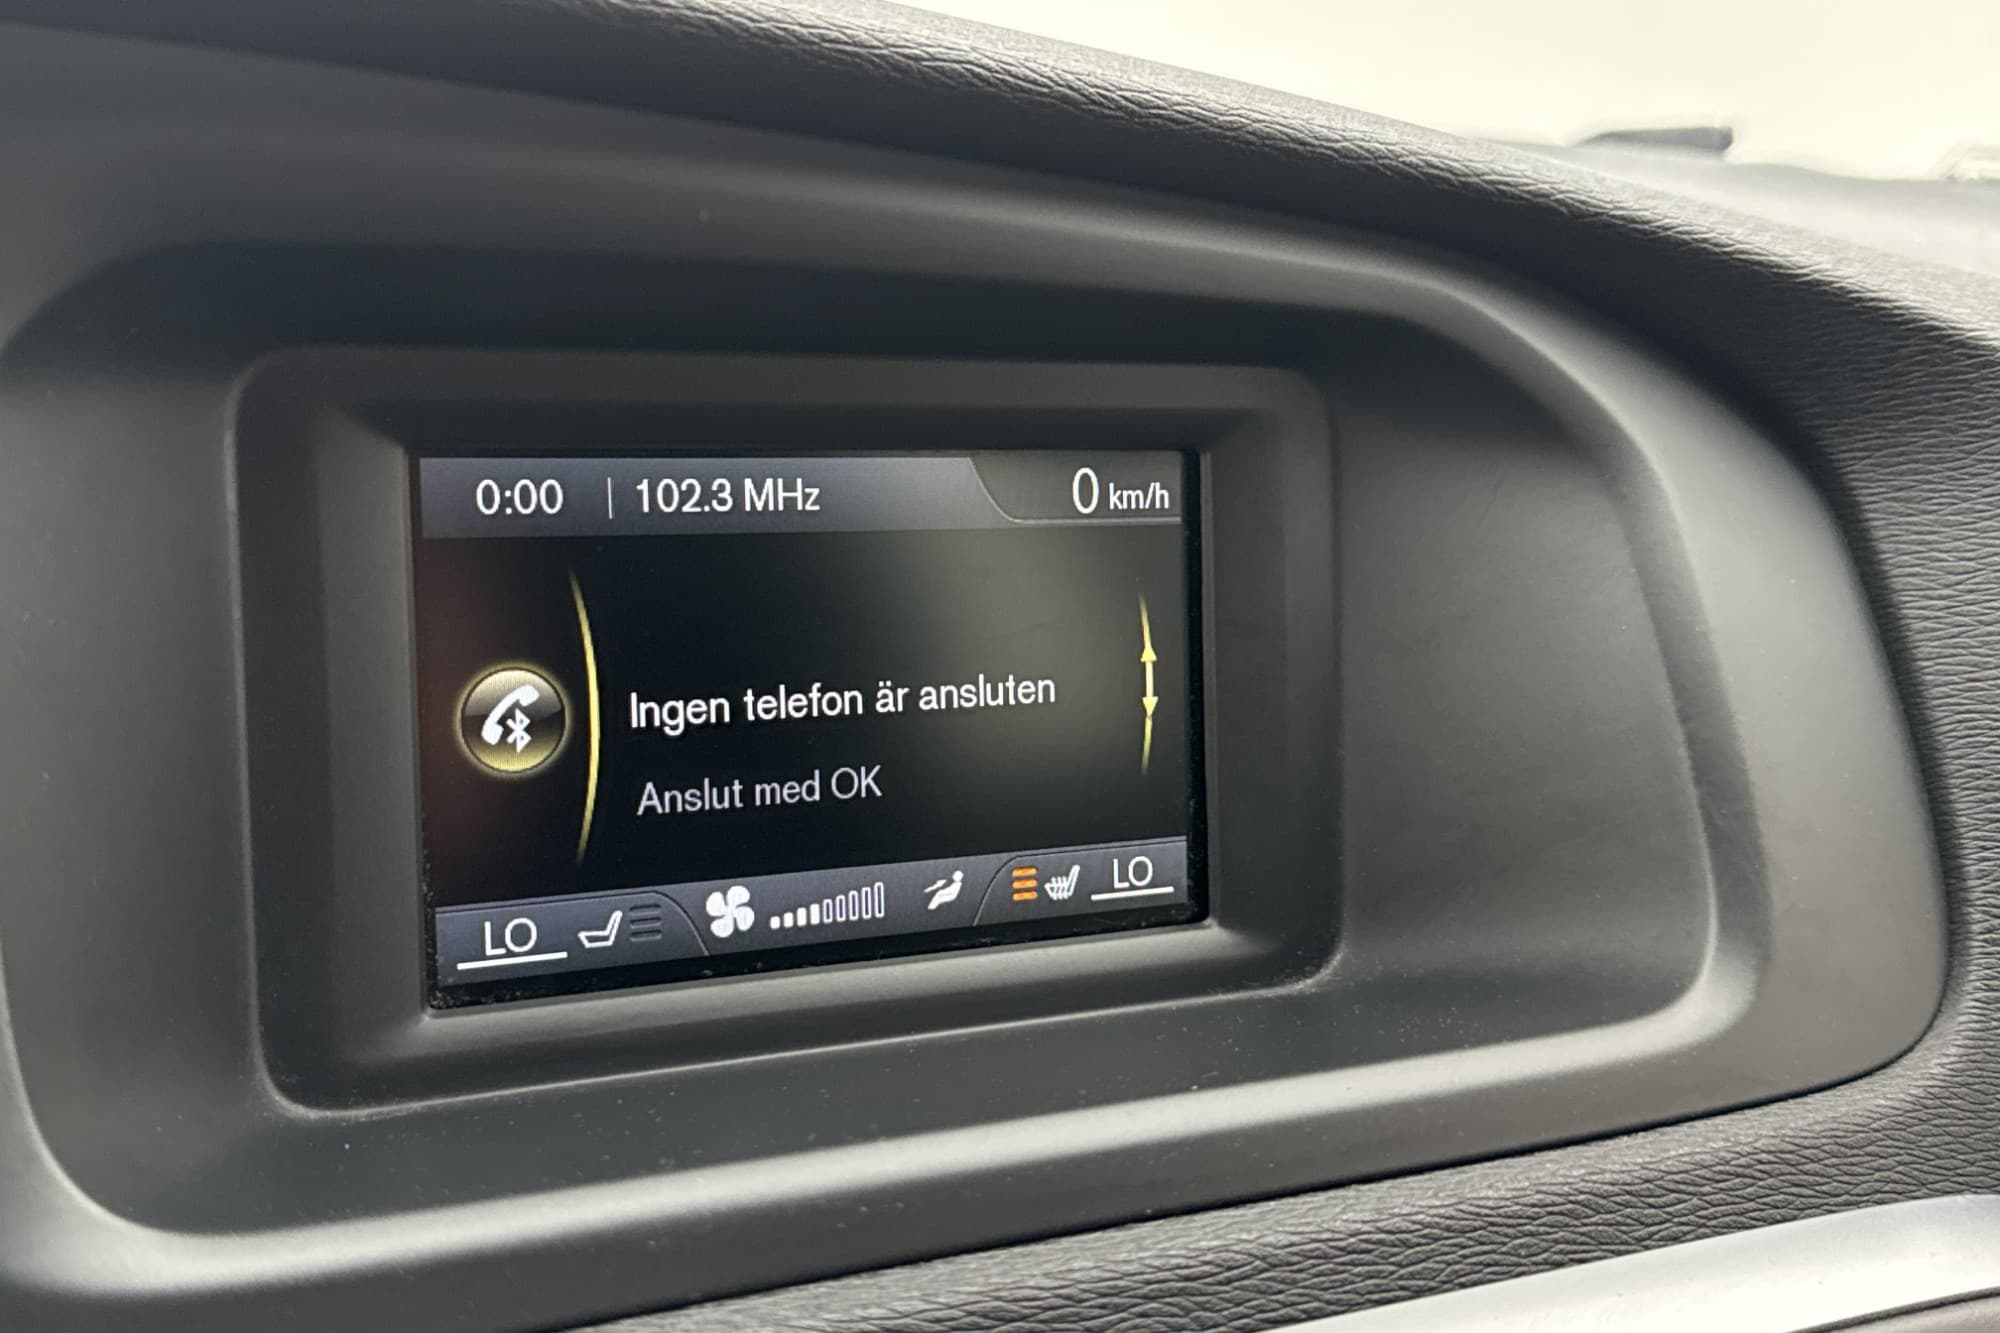 0:00 | 102.3 MHz 0 km/h
Ingen telefon är ansluten
Anslut med OK
LO LO